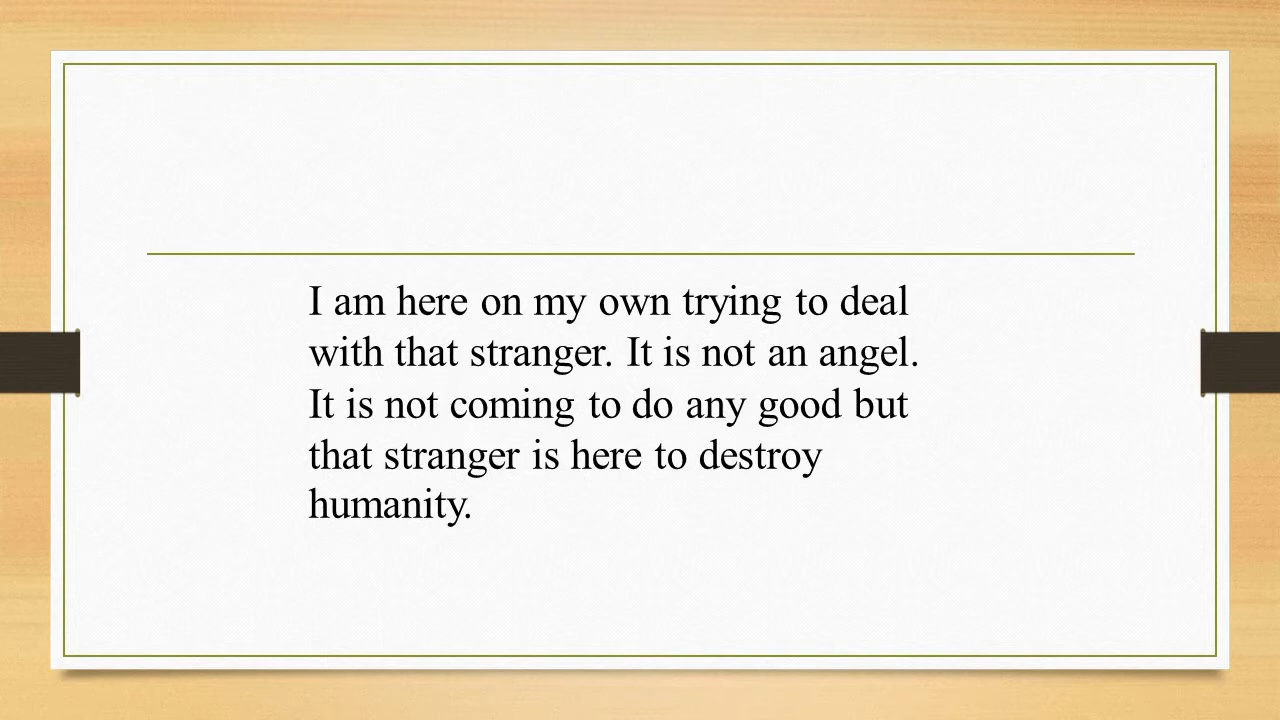 I am here on my own trying to deal
with that stranger. It is not an angel.
It is not coming to do any good but
that stranger is here to destroy
humanity.